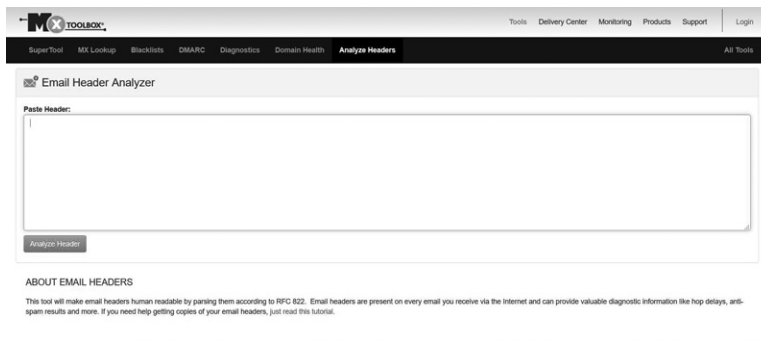 MX TOOLBOX®
Tools Delivery Center Monitoring Products Support Login
SuperTool MX Lookup Blacklists DMARC Diagnostics Domain Health Analyze Headers All Tools
Email Header Analyzer
Paste Header:
Analyze Header
ABOUT EMAIL HEADERS
This tool will make email headers human readable by parsing them according to RFC 822. Email headers are present on every email you receive via the Internet and can provide valuable diagnostic information like hop delays, anti-
spam results and more. If you need help getting copies of your email headers, just read this tutorial.